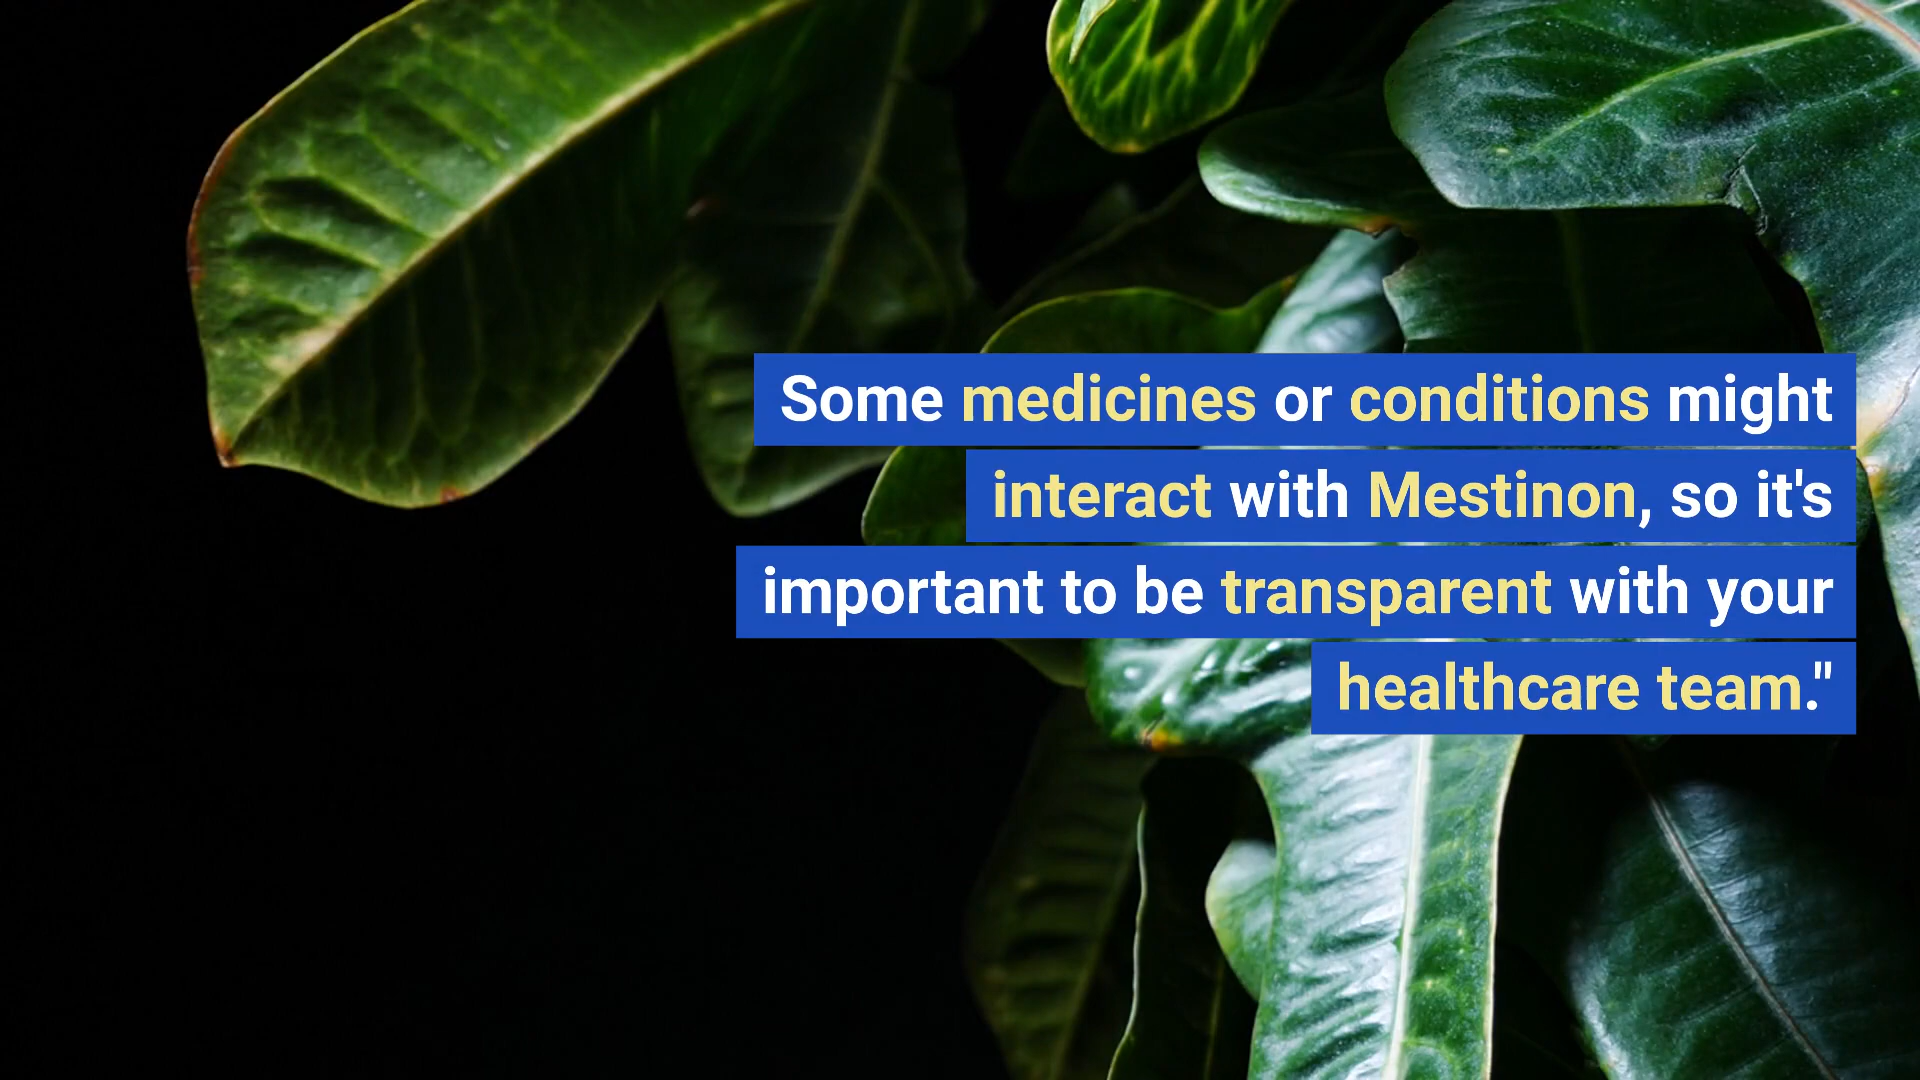 Some medicines or conditions might
interact with Mestinon, so it's
important to be transparent with your
healthcare team."